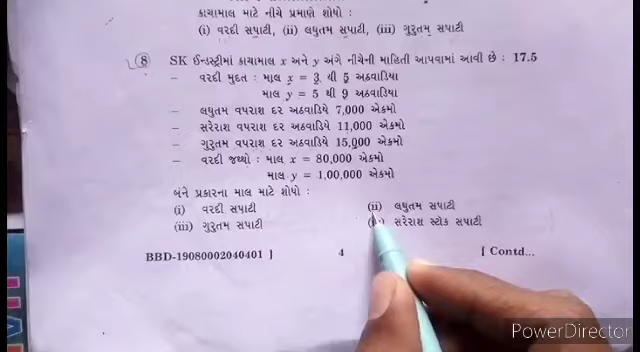 કાચામાલ માટે નીચે પ્રમાણે શોધો :
(i) વરદી સપાટી, (ii) લઘુતમ સપાટી, (iii) ગુરુતમ સપાટી
8 SK ઈન્ડસ્ટ્રીમાં કાચામાલ x અને y અંગે નીચેની માહિતી આપવામાં આવી છે : 17.5
– વરદી મુદત : માલ x = 3 થી 5 અઠવાડિયા
માલ y = 5 થી 9 અઠવાડિયા
– લઘુતમ વપરાશ દર અઠવાડિયે 7,000 એકમો
– સરેરાશ વપરાશ દર અઠવાડિયે 11,000 એકમો
– ગુરુતમ વપરાશ દર અઠવાડિયે 15,000 એકમો
– વરદી જથ્થો : માલ x = 80,000 એકમો
માલ y = 1,00,000 એકમો
બંને પ્રકારના માલ માટે શોધો :
(i) વરદી સપાટી (ii) લઘુતમ સપાટી
(iii) ગુરુતમ સપાટી સરેરાશ સ્ટોક સપાટી
BBD-19080002040401 ] 4 [ Contd...
PowerDirector